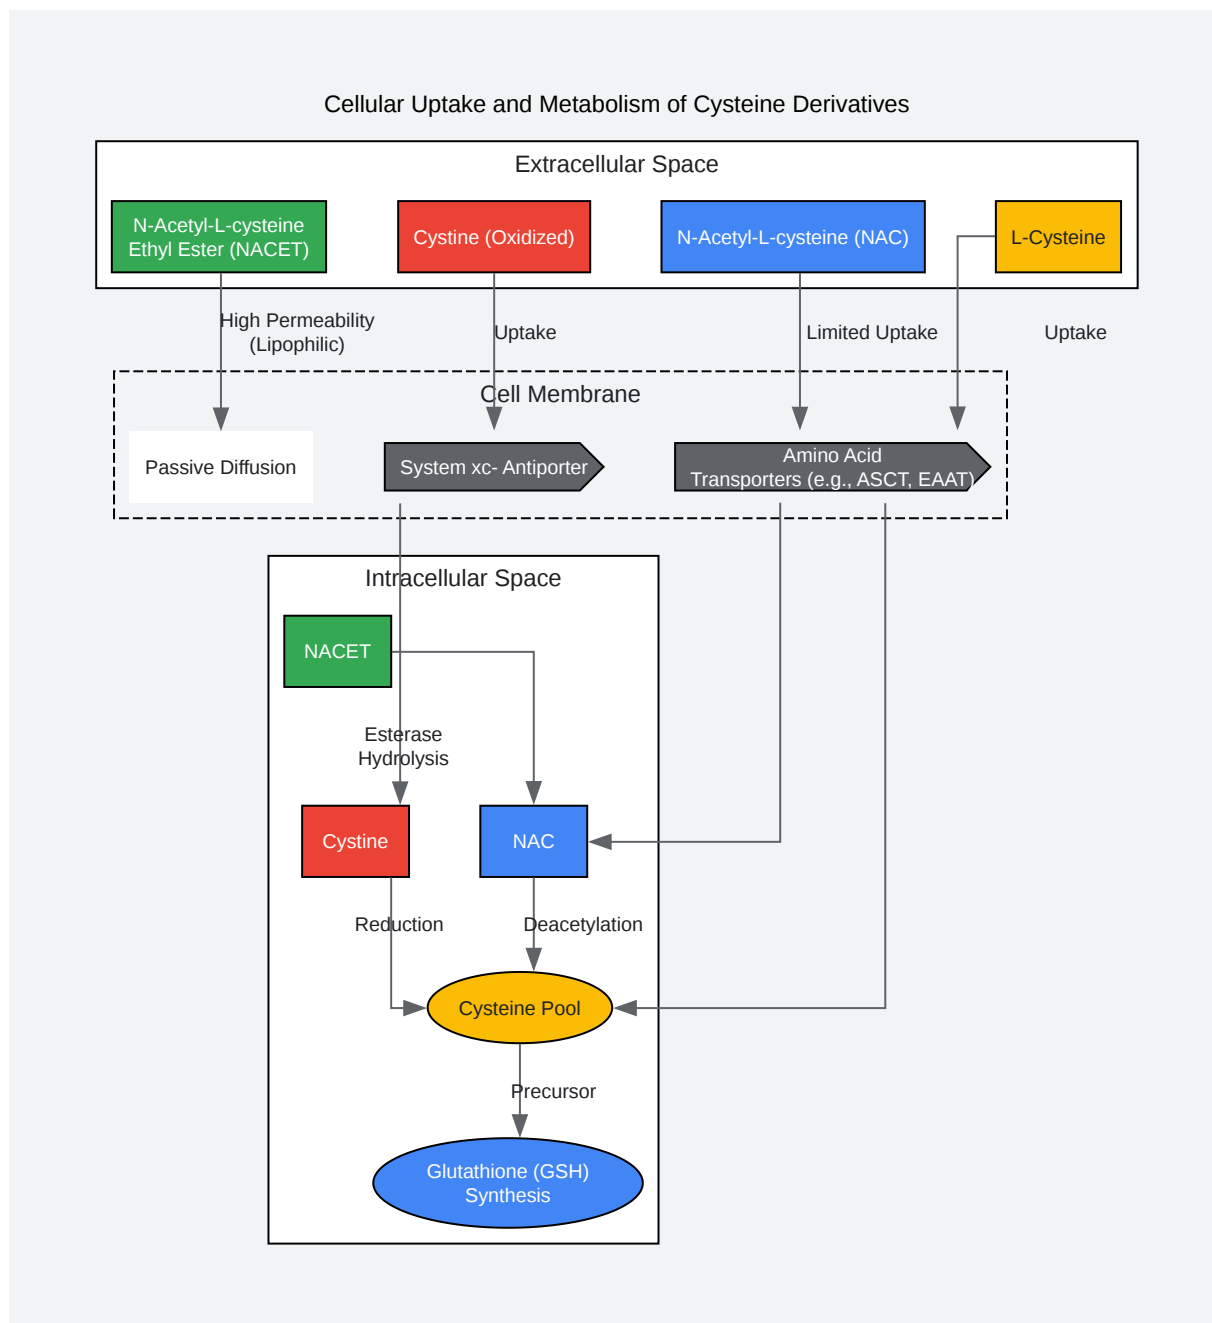 Cellular Uptake and Metabolism of Cysteine Derivatives
Extracellular Space
N-Acetyl-L-cysteine
Ethyl Ester (NACET)
Cystine (Oxidized)
N-Acetyl-L-cysteine (NAC)
L-Cysteine
High Permeability
(Lipophilic)
Uptake
Limited Uptake
Uptake
Cell Membrane
Passive Diffusion
System xc- Antiporter
Amino Acid
Transporters (e.g., ASCT, EAAT)
Intracellular Space
NACET
Esterase
Hydrolysis
Cystine
NAC
Reduction
Deacetylation
Cysteine Pool
Precursor
Glutathione (GSH)
Synthesis